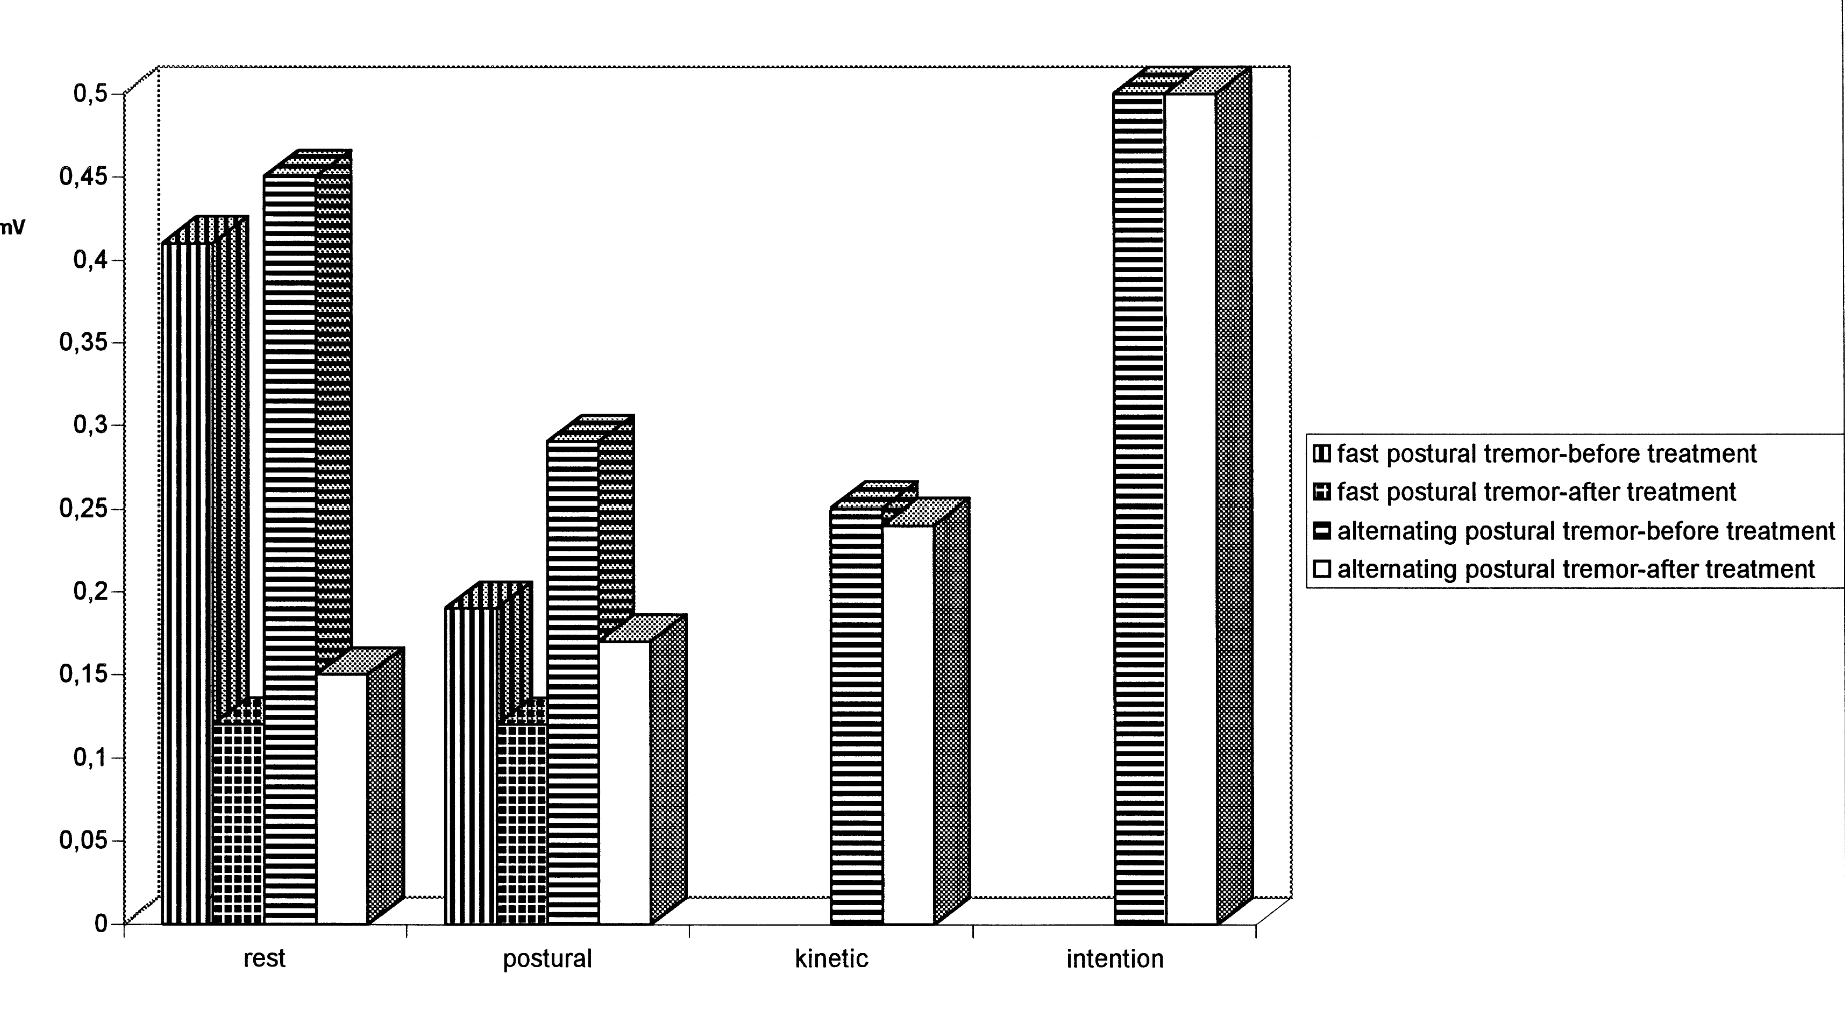 0,5
0,45
mV
0,4
0,35
0,3
0,25
0,2
0,15
0,1
0,05
0
rest postural kinetic intention
fast postural tremor-before treatment
fast postural tremor-after treatment
alternating postural tremor-before treatment
alternating postural tremor-after treatment